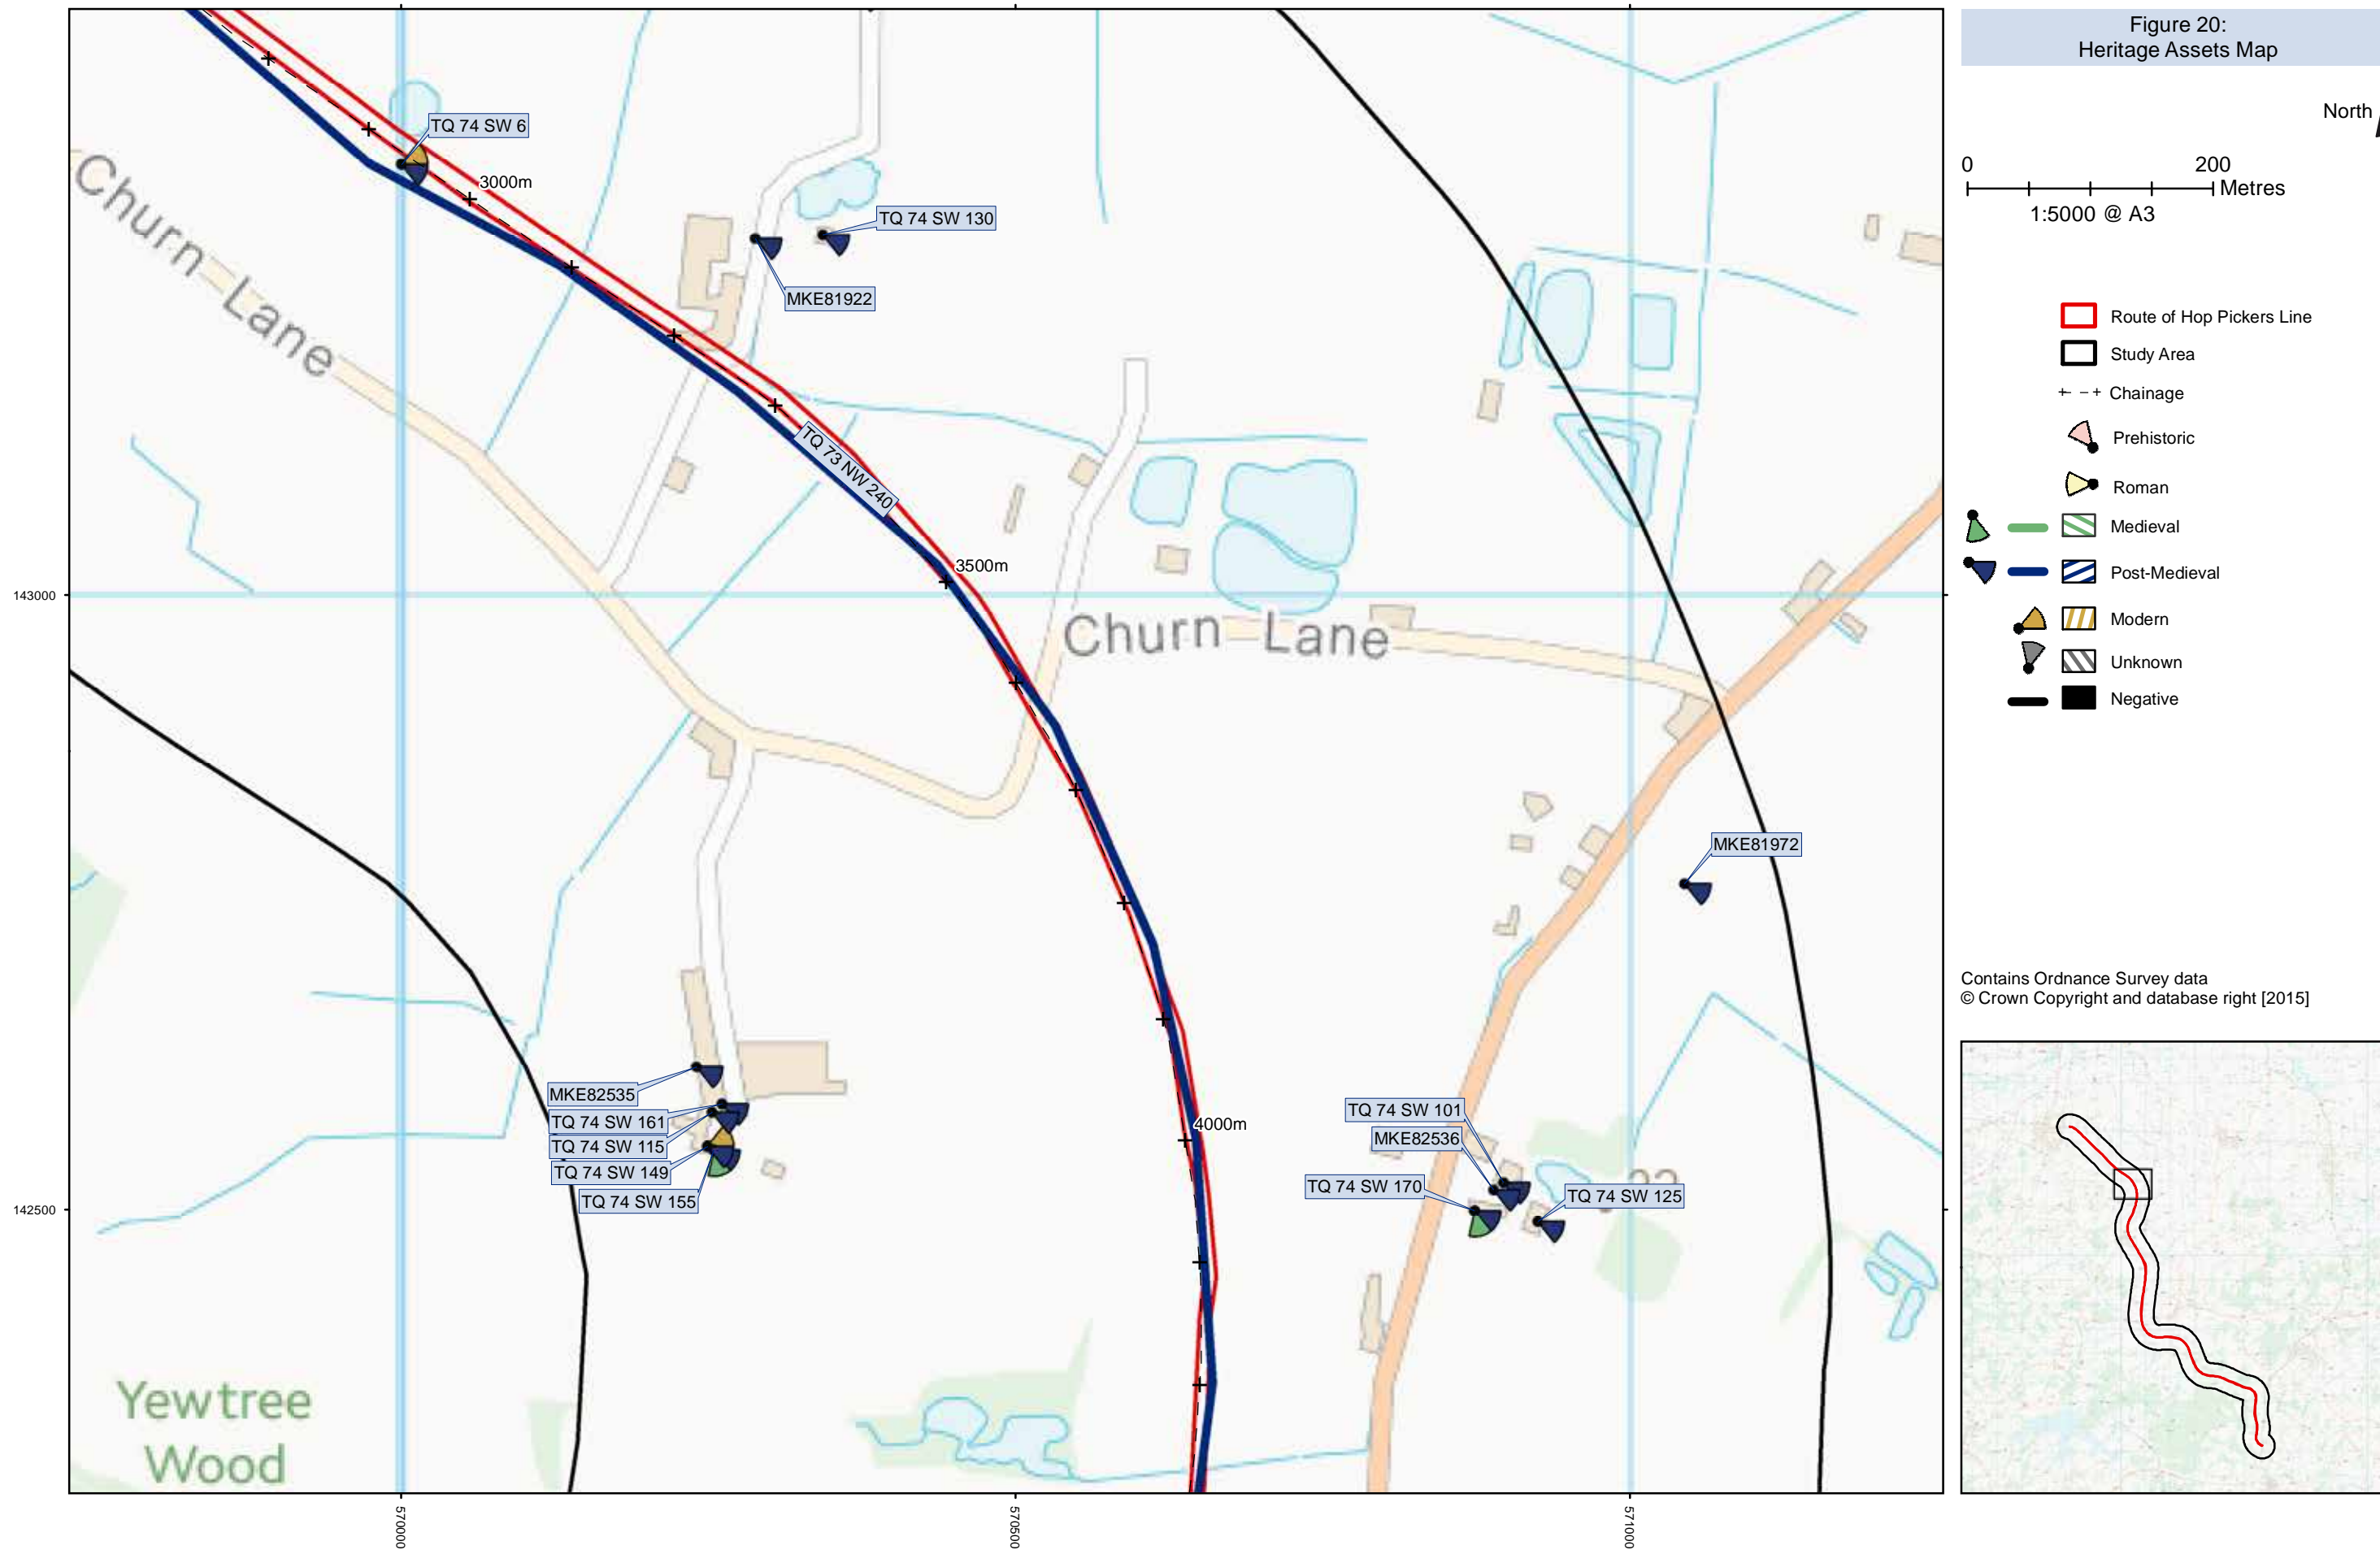 Figure 20:
Heritage Assets Map
North
0 200
Metres
1:5000 @ A3
Route of Hop Pickers Line
Study Area
Chainage
Prehistoric
Roman
Medieval
Post-Medieval
Modern
Unknown
Negative
Contains Ordnance Survey data
© Crown Copyright and database right [2015]
TQ 74 SW 6
3000m
Churn Lane
TQ 74 SW 130
MKE81922
TQ 73 NW 240
3500m
143000
Churn Lane
MKE81972
MKE82535
TQ 74 SW 161
TQ 74 SW 115
TQ 74 SW 149
TQ 74 SW 155
4000m
TQ 74 SW 101
MKE82536
TQ 74 SW 170
TQ 74 SW 125
142500
Yewtree
Wood
570000
570500
571000